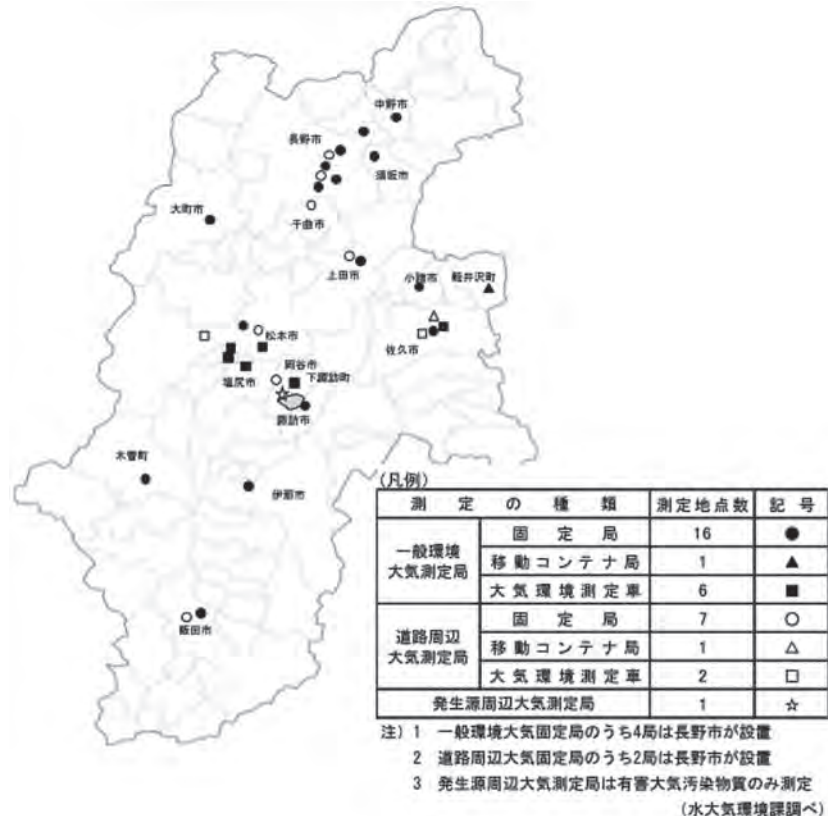 中野市
長野市
須坂市
大町市
千曲市
上田市
小諸市 軽井沢町
松本市
佐久市
岡谷市
塩尻市 下諏訪町
諏訪市
木曽町
伊那市
飯田市
(凡例)
測定の種類 測定地点数 記号
一般環境大気測定局 固定局 16 ●
移動コンテナ局 1 ▲
大気環境測定車 6 ■
道路周辺大気測定局 固定局 7 ○
移動コンテナ局 1 △
大気環境測定車 2 □
発生源周辺大気測定局 1 ☆
注) 1 一般環境大気固定局のうち4局は長野市が設置
2 道路周辺大気固定局のうち2局は長野市が設置
3 発生源周辺大気測定局は有害大気汚染物質のみ測定
(水大気環境課調べ)